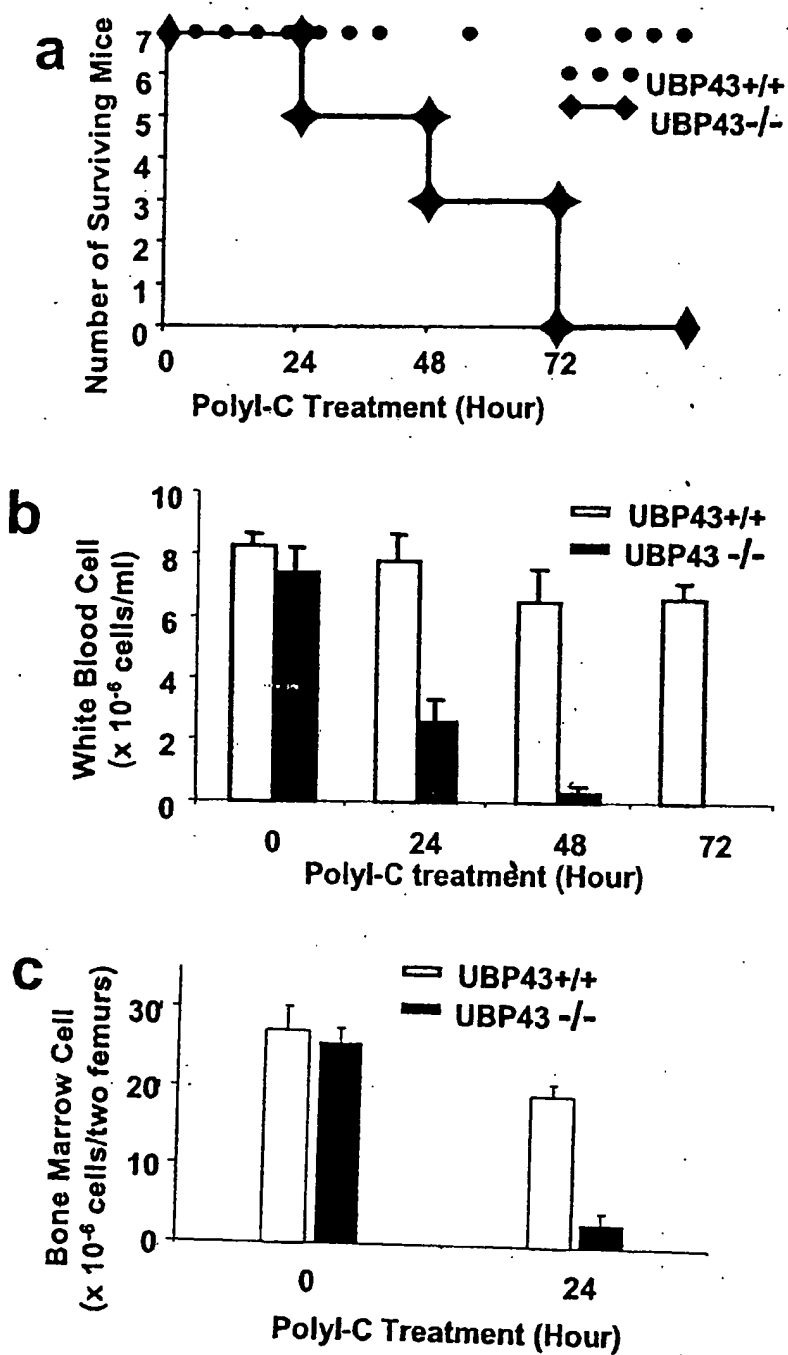 a
Number of Surviving Mice
7
6
5
4
3
2
1
0
0 24 48 72
PolyI-C Treatment (Hour)
UBP43+/+
UBP43-/-
b
White Blood Cell
(x 10⁻⁶ cells/ml)
10
8
6
4
2
0
0 24 48 72
PolyI-C treatment (Hour)
UBP43+/+
UBP43 -/-
c
Bone Marrow Cell
(x 10⁻⁶ cells/two femurs)
30
20
10
0
0 24
PolyI-C Treatment (Hour)
UBP43+/+
UBP43 -/-